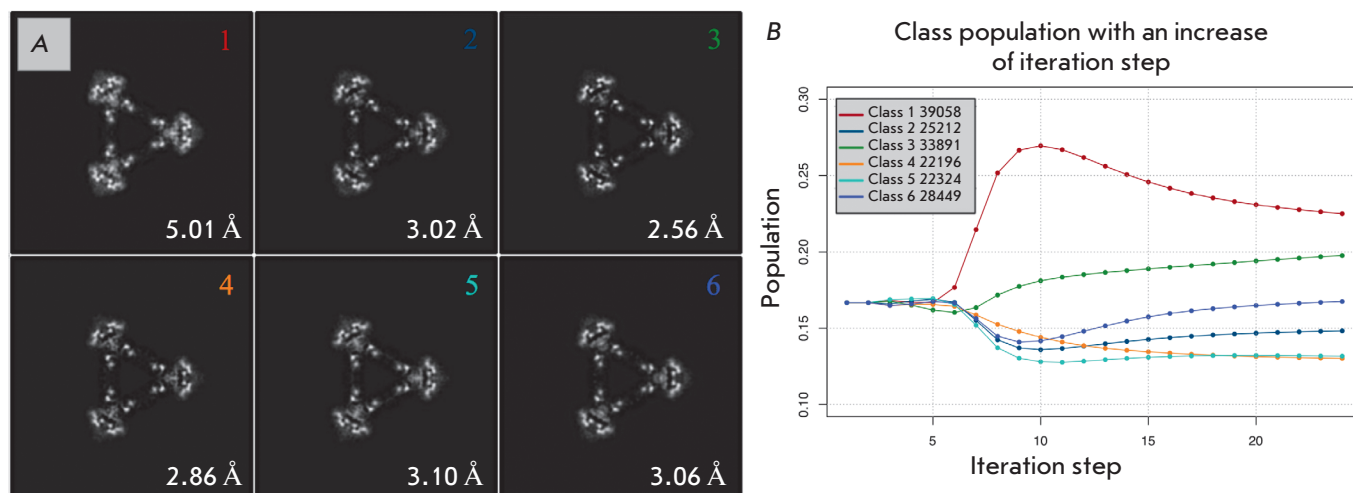 A
1
2
3
5.01 Å
3.02 Å
2.56 Å
4
5
6
2.86 Å
3.10 Å
3.06 Å
B
Class population with an increase
of iteration step
Population
0.30
0.25
0.20
0.15
0.10
Class 1 39058
Class 2 25212
Class 3 33891
Class 4 22196
Class 5 22324
Class 6 28449
5
10
15
20
Iteration step